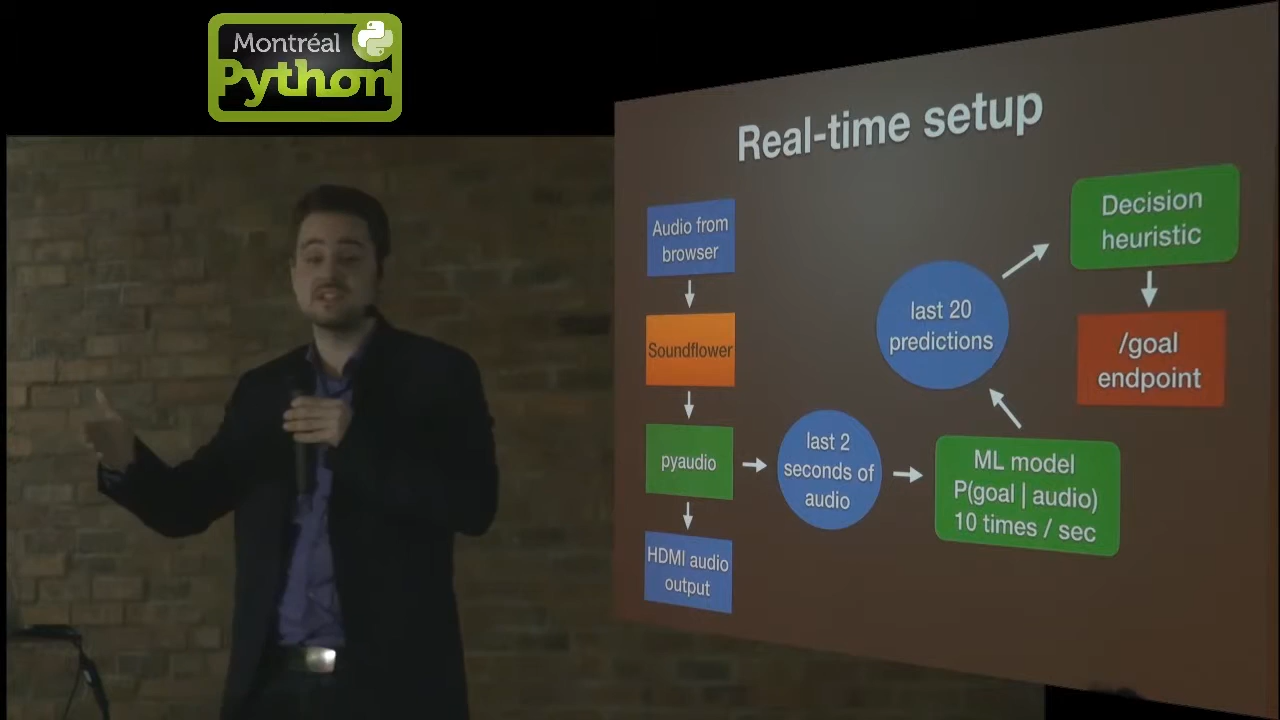 Montréal
Python
Real-time setup
Audio from
browser
Soundflower
pyaudio
HDMI audio
output
last 2
seconds of
audio
ML model
P(goal | audio)
10 times / sec
last 20
predictions
Decision
heuristic
/goal
endpoint